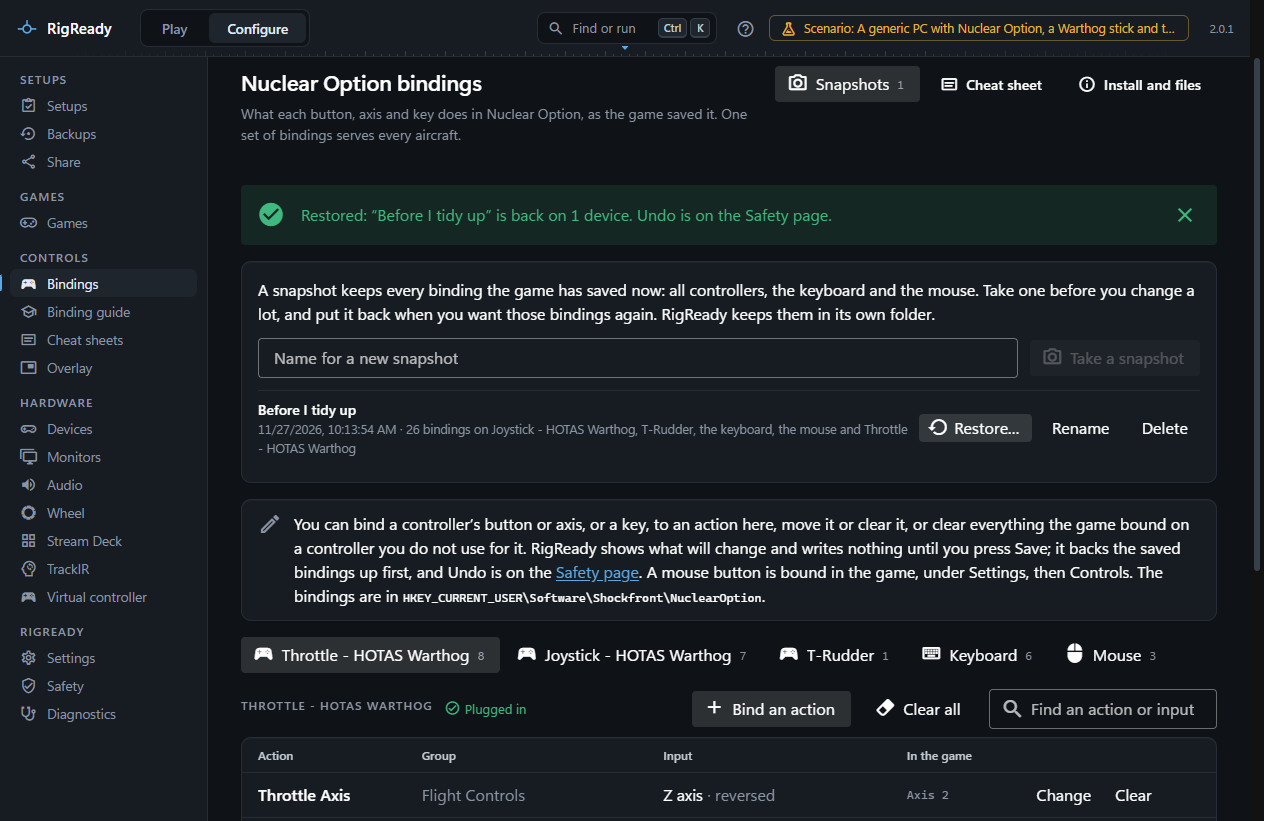 RigReady
Play
Configure
Find or run
Ctrl
K
Scenario: A generic PC with Nuclear Option, a Warthog stick and t...
2.0.1
SETUPS
Setups
Backups
Share
GAMES
Games
CONTROLS
Bindings
Binding guide
Cheat sheets
Overlay
HARDWARE
Devices
Monitors
Audio
Wheel
Stream Deck
TrackIR
Virtual controller
RIGREADY
Settings
Safety
Diagnostics
Nuclear Option bindings
What each button, axis and key does in Nuclear Option, as the game saved it. One
set of bindings serves every aircraft.
Snapshots 1
Cheat sheet
Install and files
Restored: “Before I tidy up” is back on 1 device. Undo is on the Safety page.
A snapshot keeps every binding the game has saved now: all controllers, the keyboard and the mouse. Take one before you change a
lot, and put it back when you want those bindings again. RigReady keeps them in its own folder.
Name for a new snapshot
Take a snapshot
Before I tidy up
11/27/2026, 10:13:54 AM · 26 bindings on Joystick - HOTAS Warthog, T-Rudder, the keyboard, the mouse and Throttle
- HOTAS Warthog
Restore...
Rename
Delete
You can bind a controller’s button or axis, or a key, to an action here, move it or clear it, or clear everything the game bound on
a controller you do not use for it. RigReady shows what will change and writes nothing until you press Save; it backs the saved
bindings up first, and Undo is on the Safety page. A mouse button is bound in the game, under Settings, then Controls. The
bindings are in HKEY_CURRENT_USER\Software\Shockfront\NuclearOption.
Throttle - HOTAS Warthog 8
Joystick - HOTAS Warthog 7
T-Rudder 1
Keyboard 6
Mouse 3
THROTTLE - HOTAS WARTHOG
Plugged in
Bind an action
Clear all
Find an action or input
Action
Group
Input
In the game
Throttle Axis
Flight Controls
Z axis · reversed
Axis 2
Change
Clear